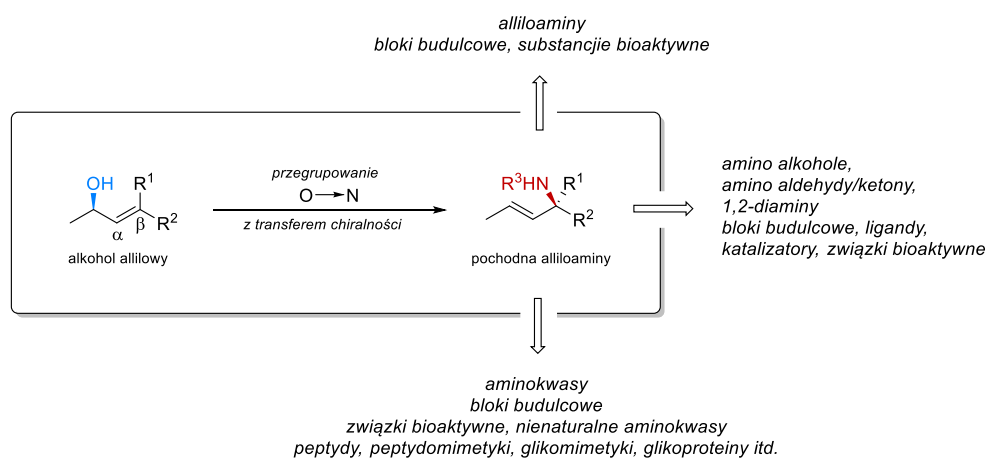 alliloaminy
bloki budulcowe, substancjie bioaktywne
OH
R¹
R²
α
β
alkohol allilowy
przegrupowanie
O→N
z transferem chiralności
R³HN
R¹
R²
pochodna alliloaminy
amino alkohole,
amino aldehydy/ketony,
1,2-diaminy
bloki budulcowe, ligandy,
katalizatory, związki bioaktywne
aminokwasy
bloki budulcowe
związki bioaktywne, nienaturalne aminokwasy
peptydy, peptydomimetyki, glikomimetyki, glikoproteiny itd.